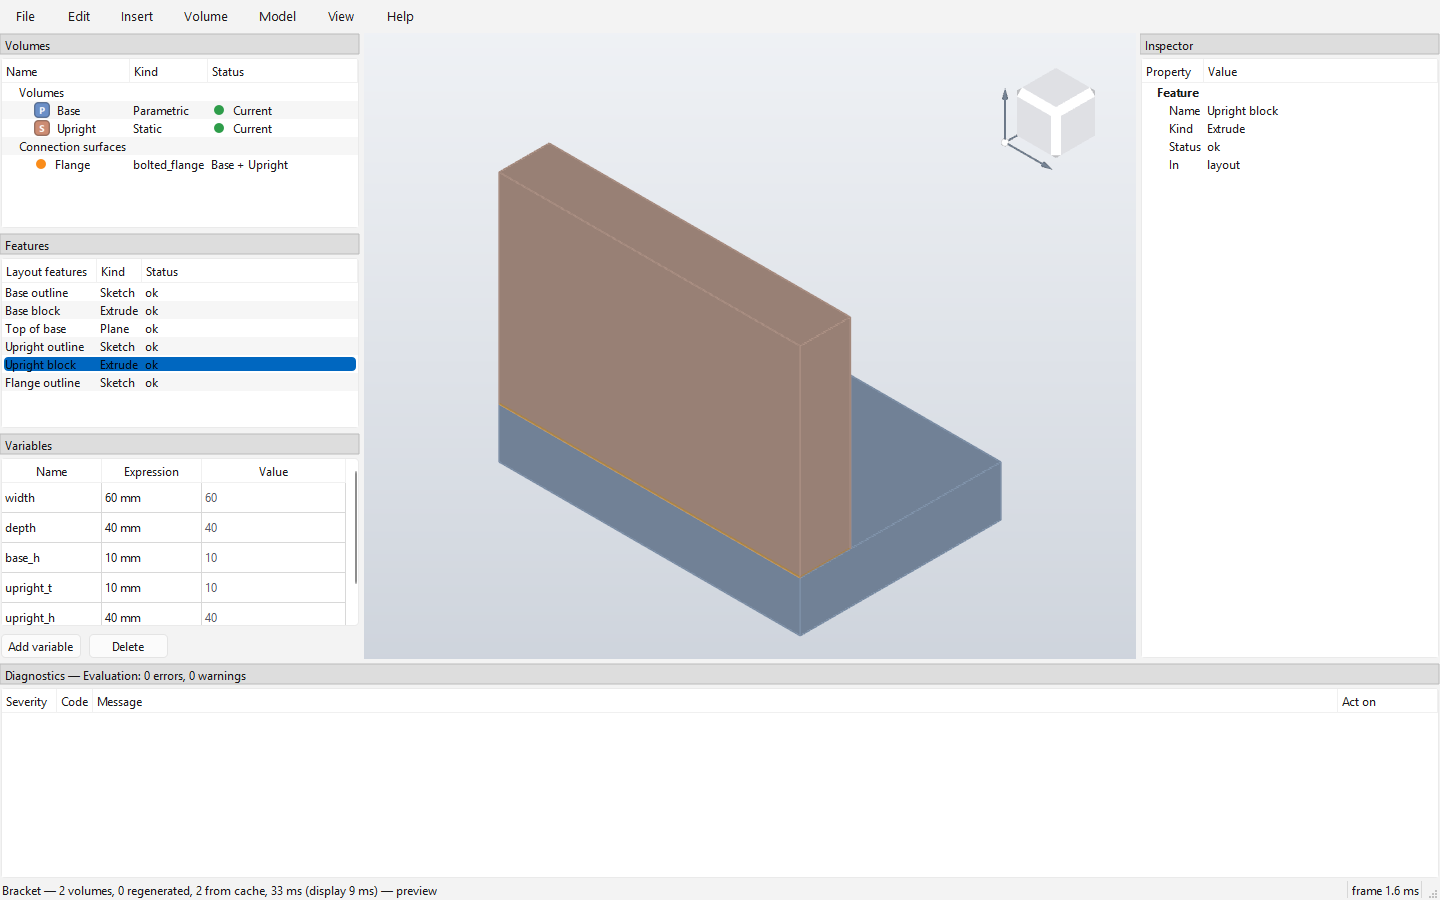 File Edit Insert Volume Model View Help
Volumes
Name Kind Status
Volumes
P Base Parametric Current
S Upright Static Current
Connection surfaces
Flange bolted_flange Base + Upright
Features
Layout features Kind Status
Base outline Sketch ok
Base block Extrude ok
Top of base Plane ok
Upright outline Sketch ok
Upright block Extrude ok
Flange outline Sketch ok
Variables
Name Expression Value
width 60 mm 60
depth 40 mm 40
base_h 10 mm 10
upright_t 10 mm 10
upright_h 40 mm 40
Add variable Delete
Inspector
Property Value
Feature
Name Upright block
Kind Extrude
Status ok
In layout
Diagnostics — Evaluation: 0 errors, 0 warnings
Severity Code Message Act on
Bracket — 2 volumes, 0 regenerated, 2 from cache, 33 ms (display 9 ms) — preview
frame 1.6 ms